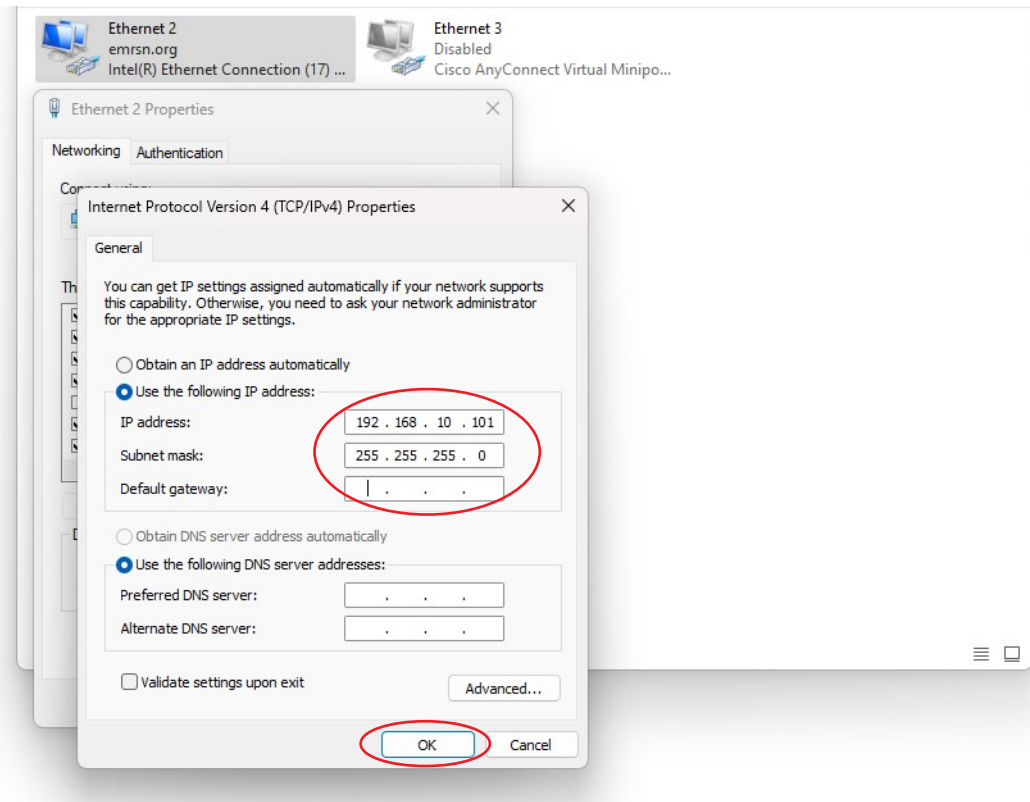 Ethernet 2
emrsn.org
Intel(R) Ethernet Connection (17) ...
Ethernet 3
Disabled
Cisco AnyConnect Virtual Minipo...
Ethernet 2 Properties
Networking
Authentication
Internet Protocol Version 4 (TCP/IPv4) Properties
General
You can get IP settings assigned automatically if your network supports
this capability. Otherwise, you need to ask your network administrator
for the appropriate IP settings.
Obtain an IP address automatically
Use the following IP address:
IP address: 192 . 168 . 10 . 101
Subnet mask: 255 . 255 . 255 . 0
Default gateway: . . .
Obtain DNS server address automatically
Use the following DNS server addresses:
Preferred DNS server: . . .
Alternate DNS server: . . .
Validate settings upon exit
Advanced...
OK
Cancel